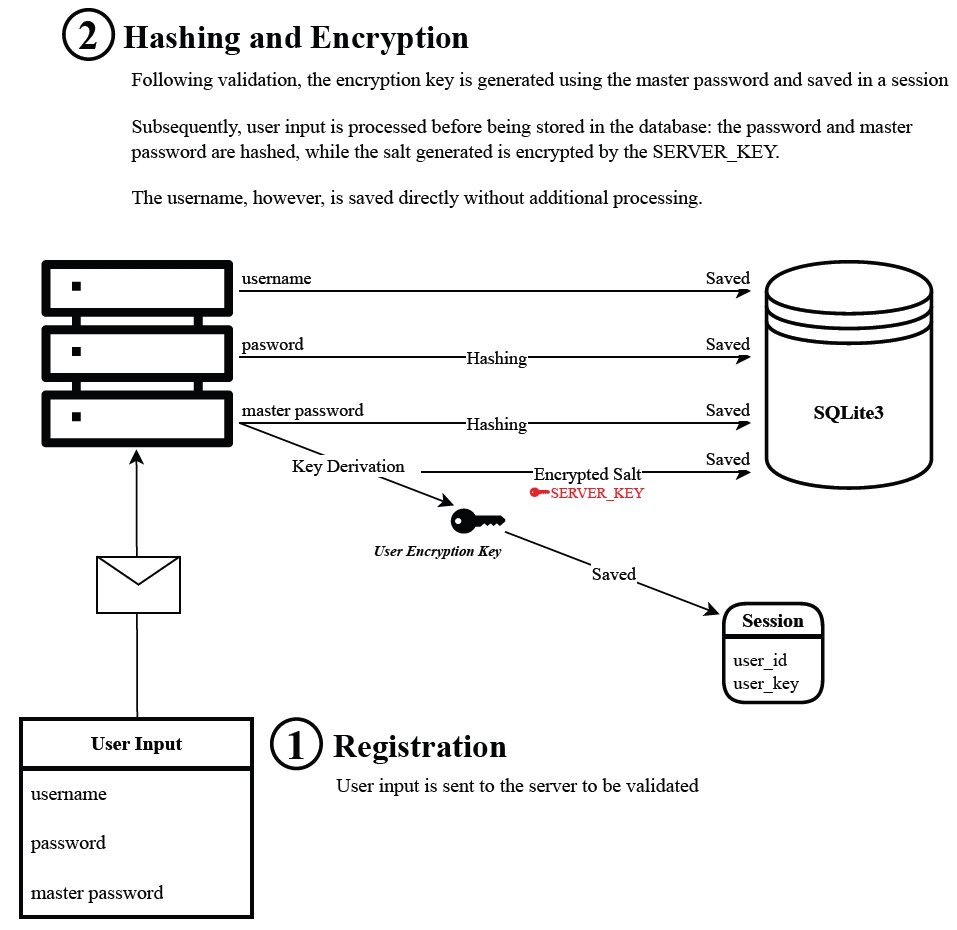 2 Hashing and Encryption
Following validation, the encryption key is generated using the master password and saved in a session
Subsequently, user input is processed before being stored in the database: the password and master
password are hashed, while the salt generated is encrypted by the SERVER_KEY.
The username, however, is saved directly without additional processing.
username
Saved
pasword
Hashing
Saved
master password
Hashing
Saved
SQLite3
Key Derivation
Encrypted Salt
Saved
SERVER_KEY
User Encryption Key
Saved
Session
user_id
user_key
1 Registration
User input is sent to the server to be validated
User Input
username
password
master password